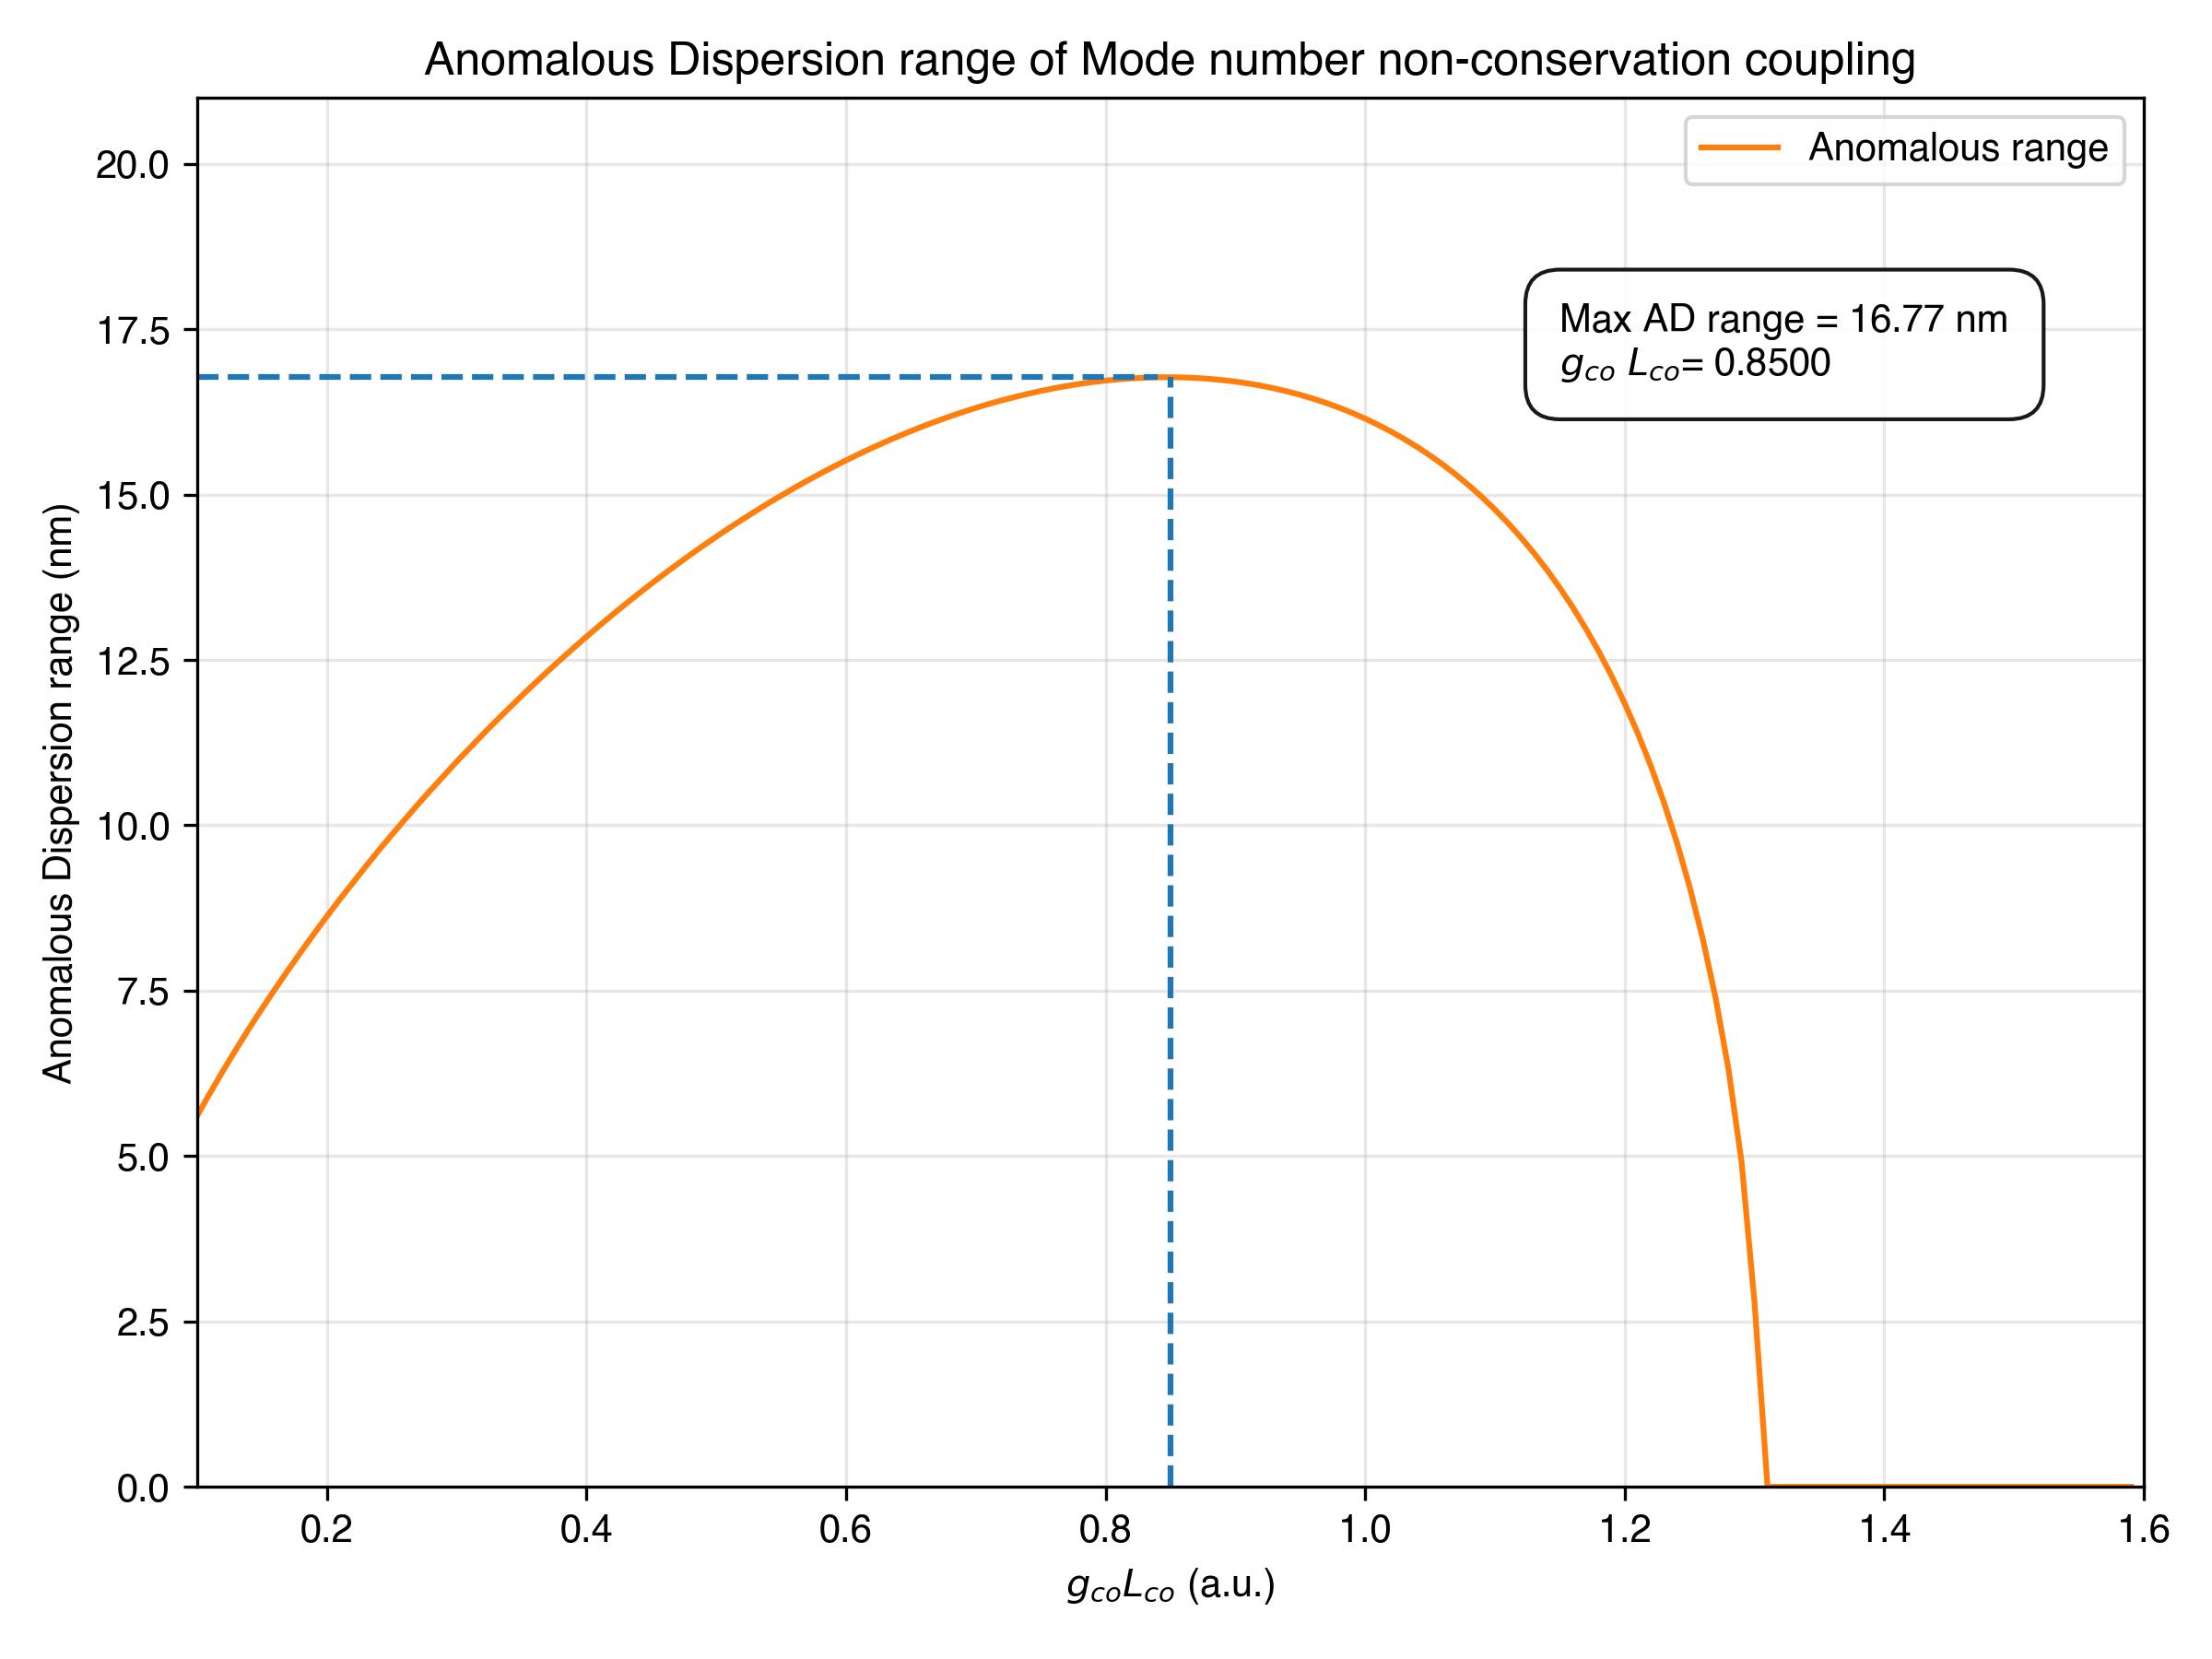 Anomalous Dispersion range of Mode number non-conservation coupling
Anomalous range
Max AD range = 16.77 nm
g_co L_co= 0.8500
Anomalous Dispersion range (nm)
20.0
17.5
15.0
12.5
10.0
7.5
5.0
2.5
0.0
0.2 0.4 0.6 0.8 1.0 1.2 1.4 1.6
g_coL_co (a.u.)